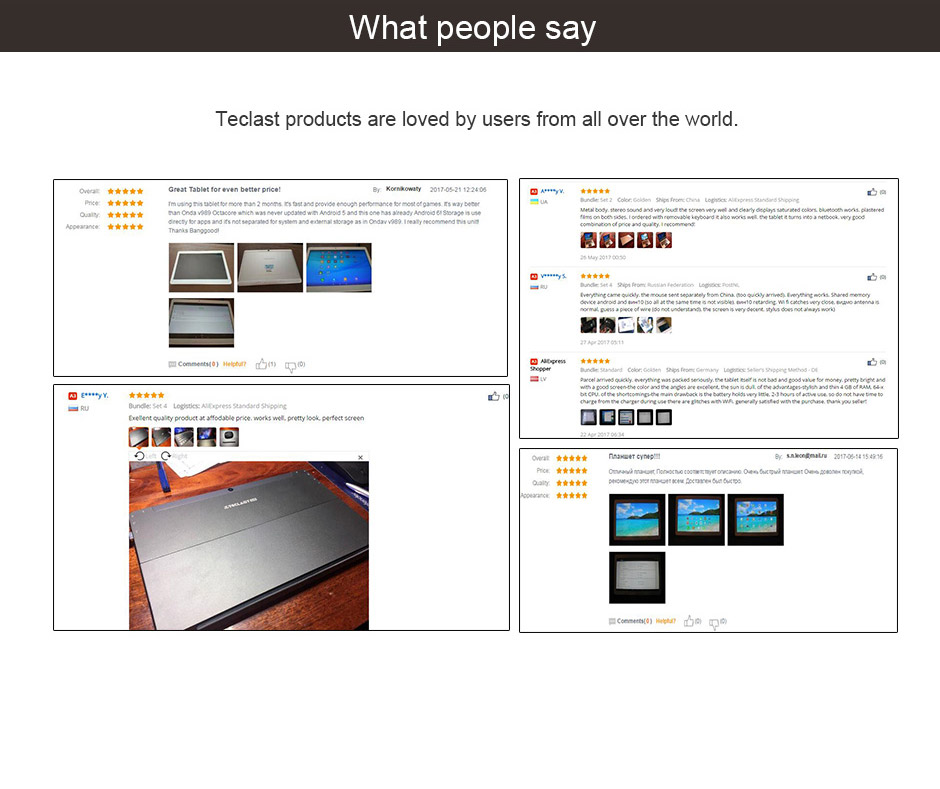 What people say
Teclast products are loved by users from all over the world.
Overall:
Price:
Quality:
Appearance:
Great Tablet for even better price!
By: Kornikowaty 2017-05-21 12:24:06
I'm using this tablet for more than 2 months. It's fast and provide enough performance for most of games. It's way better
than Onda v989 Octacore which was never updated with Android 5 and this one has already Android 6! Storage is use
directly for apps and it's not separated for system and external storage as in Ondav v989. I really recommend this unit!
Thanks Banggood!
Comments(0) Helpful? (1) (0)
E****y Y.
RU
(0
Bundle: Set 4 Logistics: AliExpress Standard Shipping
Exellent quality product at affodable price. works well, pretty look, perfect screen
Left Right
TECLAST
A****y V.
UA
(0)
Bundle: Set 2 Color: Golden Ships From: China Logistics: AliExpress Standard Shipping
Metal body. stereo sound and very loud! the screen very well and clearly displays saturated colors, bluetooth works. plastered
films on both sides. I ordered with removable keyboard it also works well. the tablet it turns into a netbook. very good
combination of price and quality, I recommend!
26 May 2017 00:50
V*****y S.
RU
(0)
Bundle: Set 4 Ships From: Russian Federation Logistics: PostNL
Everything came quickly, the mouse sent separately from China. (too quickly arrived). Everything works. Shared memory
device android and вин10 (so all at the same time is not visible). вин10 retarding. Wi fi catches very close, видно antenna is
normal, guess a piece of wire (do not understand), the screen is very decent. stylus does not always work)
27 Apr 2017 05:11
AliExpress
Shopper
LV
(0)
Bundle: Standard Color: Golden Ships From: Germany Logistics: Seller's Shipping Method - DE
Parcel arrived quickly. everything was packed seriously. the tablet itself is not bad and good value for money. pretty bright and
with a good screen-the color and the angles are excellent. the sun is dull. of the advantages-stylish and thin 4 GB of RAM. 64-x
bit CPU. of the shortcomings-the main drawback is the battery holds very little, 2-3 hours of active use. so do not have time to
charge from the charger during use there are glitches with WiFi. generally satisfied with the purchase. thank you seller!
22 Apr 2017 06:34
Overall:
Price:
Quality:
Appearance:
Планшет супер!!!
By: s.n.leon@mail.ru 2017-06-14 15:49:16
Отличный планшет. Полностью соответствует описанию. Очень быстрый планшет. Очень доволен покупкой,
рекомендую этот планшет всем. Доставлен был быстро.
Comments(0) Helpful? (0) (0)